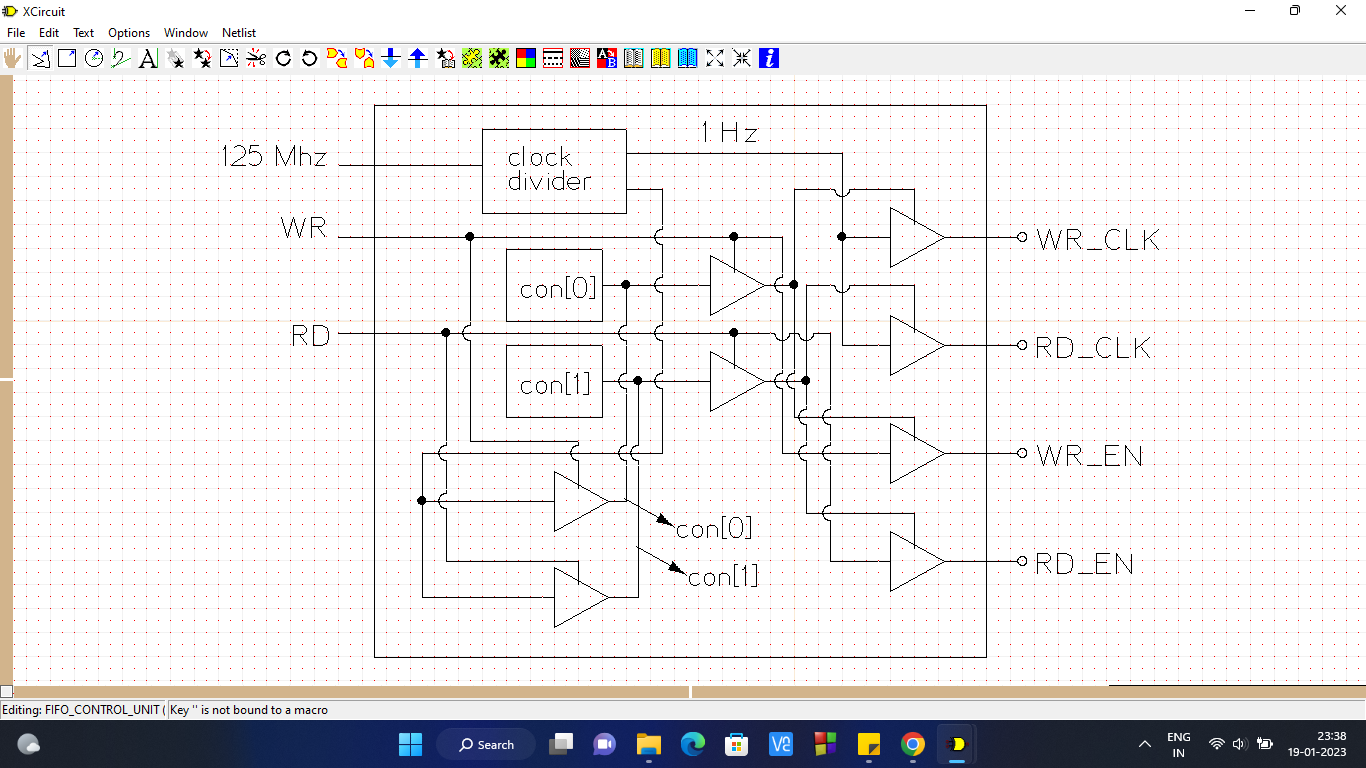 XCircuit
File Edit Text Options Window Netlist
1 Hz
125 Mhz
clock
divider
WR
WR_CLK
con[0]
RD
RD_CLK
con[1]
WR_EN
con[0]
RD_EN
con[1]
Editing: FIFO_CONTROL_UNIT ( Key '' is not bound to a macro
Search
ENG
IN
23:38
19-01-2023